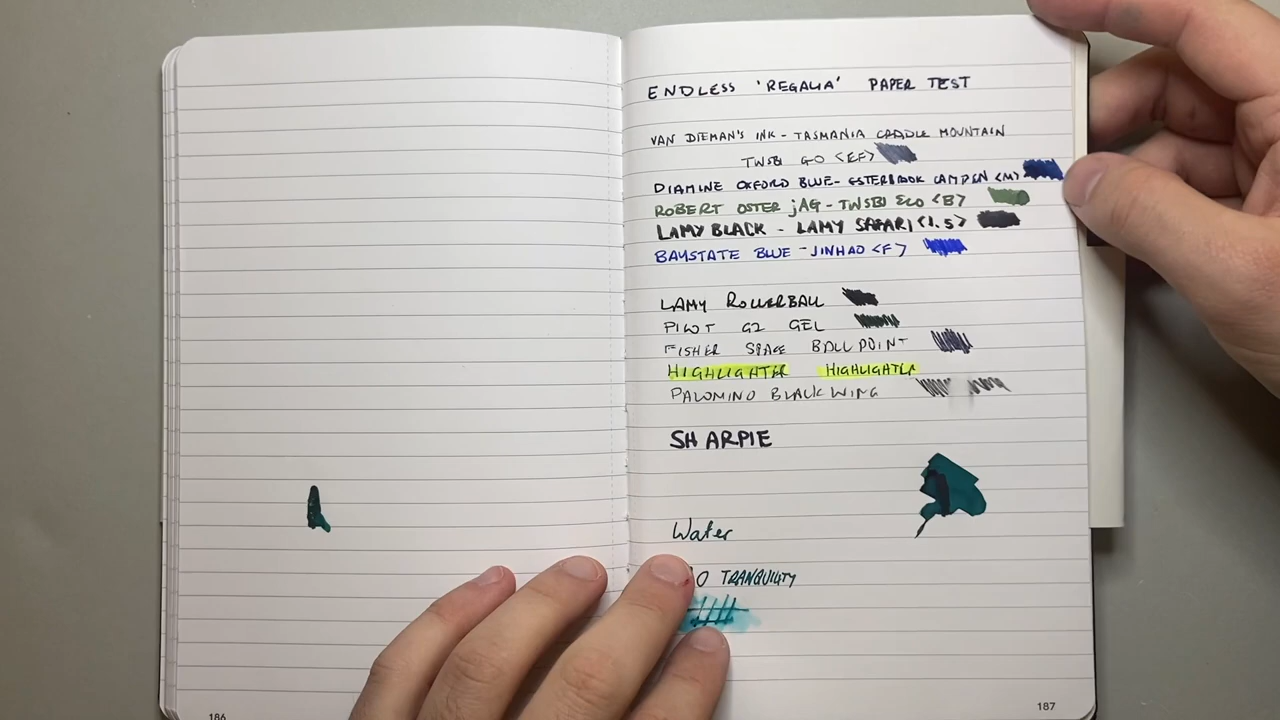 ENDLESS 'REGALIA' PAPER TEST
VAN DIEMAN'S INK - TASMANIA CRADLE MOUNTAIN
TWSBI GO <EF>
DIAMINE OXFORD BLUE - ESTERBROOK CAMDEN <M>
ROBERT OSTER JAG - TWSBI ECO <B>
LAMY BLACK - LAMY SAFARI <1.5>
BAYSTATE BLUE - JINHAO <F>
LAMY ROLLERBALL
PILOT G2 GEL
FISHER SPACE BALLPOINT
HIGHLIGHTER HIGHLIGHTER
PALOMINO BLACKWING
SHARPIE
Water
TRANQUILITY
186
187